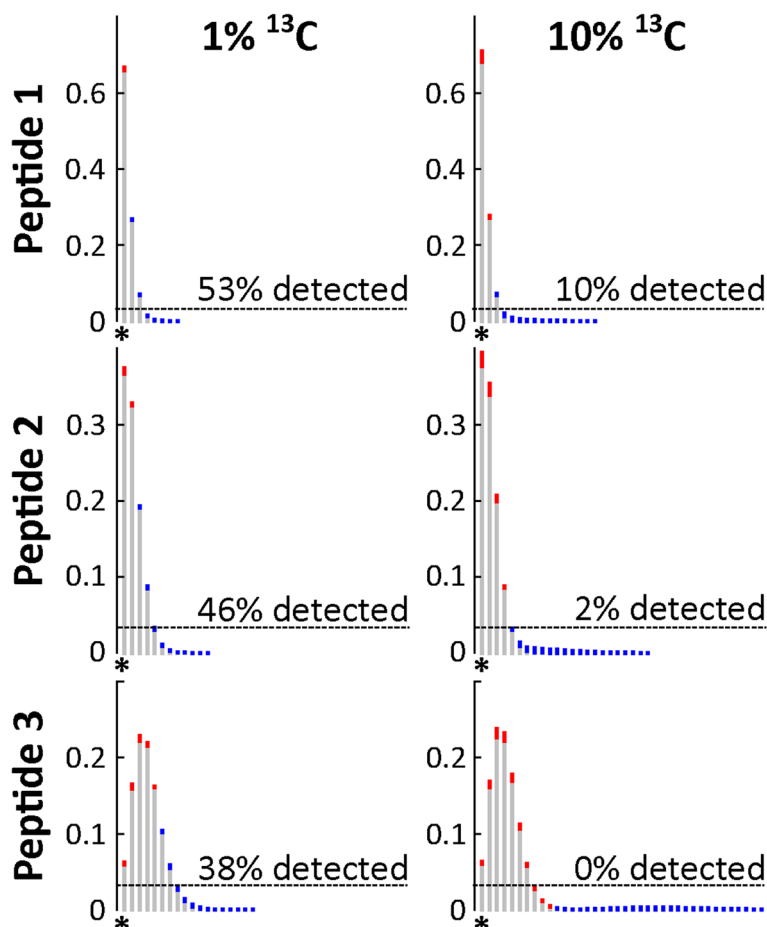 1% ¹³C
10% ¹³C
Peptide 1
0.6
0.4
0.2
0
53% detected
*
0.6
0.4
0.2
0
10% detected
*
Peptide 2
0.3
0.2
0.1
0
46% detected
*
0.3
0.2
0.1
0
2% detected
*
Peptide 3
0.2
0.1
0
38% detected
*
0.2
0.1
0
0% detected
*